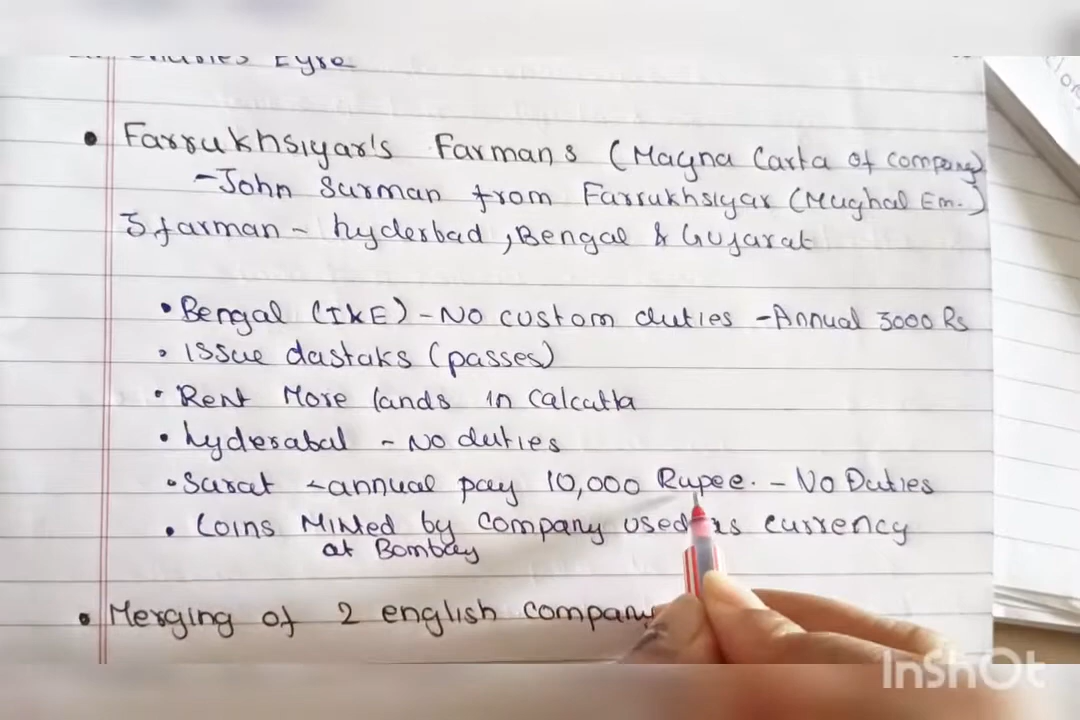 Charles Eyre
• Farrukhsiyar's Farmans (Magna Carta of company)
-John Surman from Farrukhsiyar (Mughal Em.)
3 farman - hyderbad, Bengal & Gujarat
• Bengal (IKE) - No custom duties - Annual 3000 Rs
• Issue dastaks (passes)
• Rent More lands in Calcutta
• hyderabal - No duties
• Surat - annual pay 10,000 Rupee. - No Duties
• Coins Minted by company used as currency
at Bombay
• Merging of 2 english company
InShOt